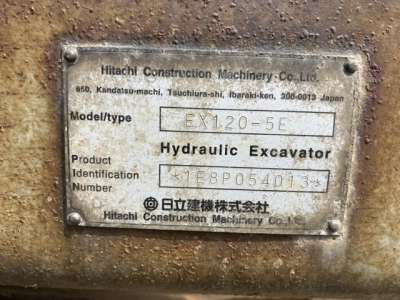 Hitachi Construction Machinery Co.,Ltd.
650, Kandatsu-machi, Tsuchiura-shi, Ibaraki-ken, 300-0013 Japan
Model/type EX120-5E
Hydraulic Excavator
Product
Identification *1E8P054013*
Number
日立建機株式会社
Hitachi Construction Machinery Co.,Ltd.